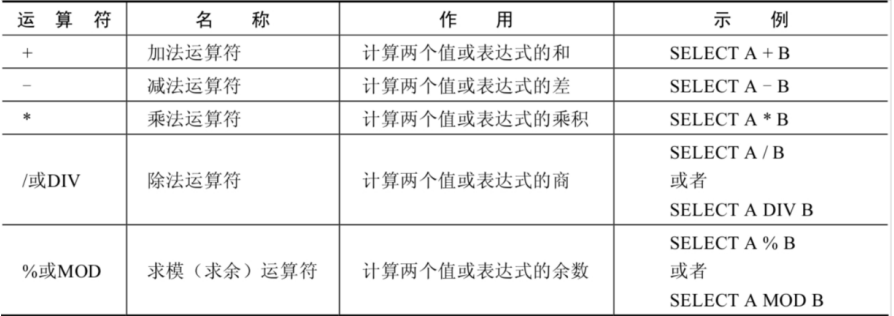 运 算 符 名 称 作 用 示 例
+ 加法运算符 计算两个值或表达式的和 SELECT A + B
- 减法运算符 计算两个值或表达式的差 SELECT A - B
* 乘法运算符 计算两个值或表达式的乘积 SELECT A * B
/或DIV 除法运算符 计算两个值或表达式的商 SELECT A / B
或者
SELECT A DIV B
%或MOD 求模（求余）运算符 计算两个值或表达式的余数 SELECT A % B
或者
SELECT A MOD B